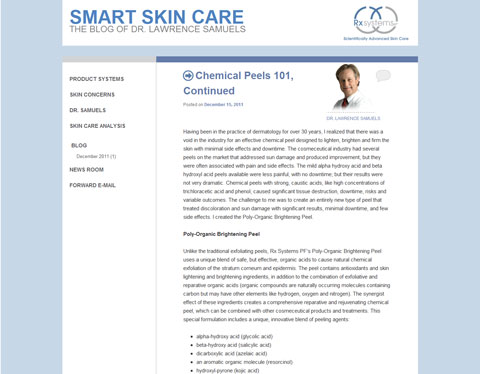 SMART SKIN CARE
THE BLOG OF DR. LAWRENCE SAMUELS
Rx systems
Scientifically Advanced Skin Care
PRODUCT SYSTEMS
SKIN CONCERNS
DR. SAMUELS
SKIN CARE ANALYSIS
BLOG
December 2011 (1)
NEWS ROOM
FORWARD E-MAIL
Chemical Peels 101,
Continued
Posted on December 15, 2011
DR. LAWRENCE SAMUELS
Having been in the practice of dermatology for over 30 years, I realized that there was a
void in the industry for an effective chemical peel designed to lighten, brighten and firm the
skin with minimal side effects and downtime. The cosmeceutical industry had several
peels on the market that addressed sun damage and produced improvement, but they
were often associated with pain and side effects. The mild alpha hydroxy acid and beta
hydroxyl acid peels available were less painful, with no downtime, but their results were
not very dramatic. Chemical peels with strong, caustic acids, like high concentrations of
trichloracetic acid and phenol, caused significant tissue destruction, downtime, risks and
variable outcomes. The challenge to me was to create an entirely new type of peel that
treated discoloration and sun damage with significant results, minimal downtime, and few
side effects. I created the Poly-Organic Brightening Peel.
Poly-Organic Brightening Peel
Unlike the traditional exfoliating peels, Rx Systems PF's Poly-Organic Brightening Peel
uses a unique blend of safe, but effective, organic acids to cause natural chemical
exfoliation of the stratum corneum and epidermis. The peel contains antioxidants and skin
lightening and brightening ingredients, in addition to the combination of exfoliative and
reparative organic acids (organic compounds are naturally occurring molecules containing
carbon but may have other elements like hydrogen, oxygen and nitrogen). The synergist
effect of these ingredients creates a comprehensive reparative and rejuvenating chemical
peel, which can be combined with other cosmeceutical products and treatments. This
special formulation includes a unique, innovative blend of peeling agents:
alpha-hydroxy acid (glycolic acid)
beta-hydroxy acid (salicylic acid)
dicarboxylic acid (azelaic acid)
an aromatic organic molecule (resorcinol)
hydroxyl-pyrone (kojic acid)